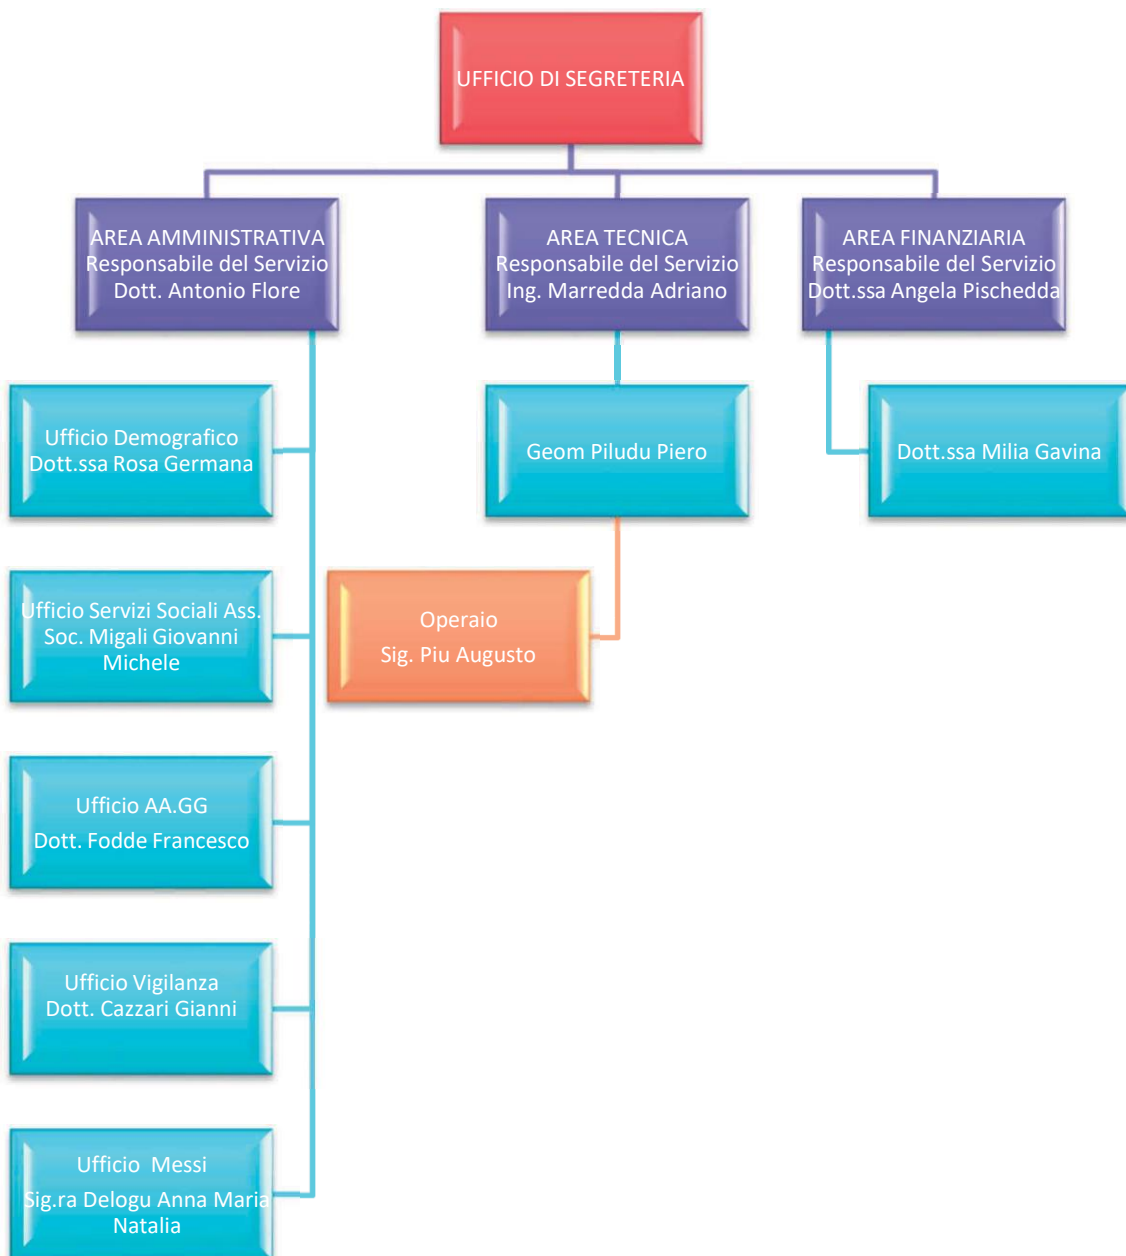 UFFICIO DI SEGRETERIA
AREA AMMINISTRATIVA
Responsabile del Servizio
Dott. Antonio Flore
AREA TECNICA
Responsabile del Servizio
Ing. Marredda Adriano
AREA FINANZIARIA
Responsabile del Servizio
Dott.ssa Angela Pischedda
Ufficio Demografico
Dott.ssa Rosa Germana
Geom Piludu Piero
Dott.ssa Milia Gavina
Ufficio Servizi Sociali Ass.
Soc. Migali Giovanni
Michele
Operaio
Sig. Piu Augusto
Ufficio AA.GG
Dott. Fodde Francesco
Ufficio Vigilanza
Dott. Cazzari Gianni
Ufficio Messi
Sig.ra Delogu Anna Maria
Natalia